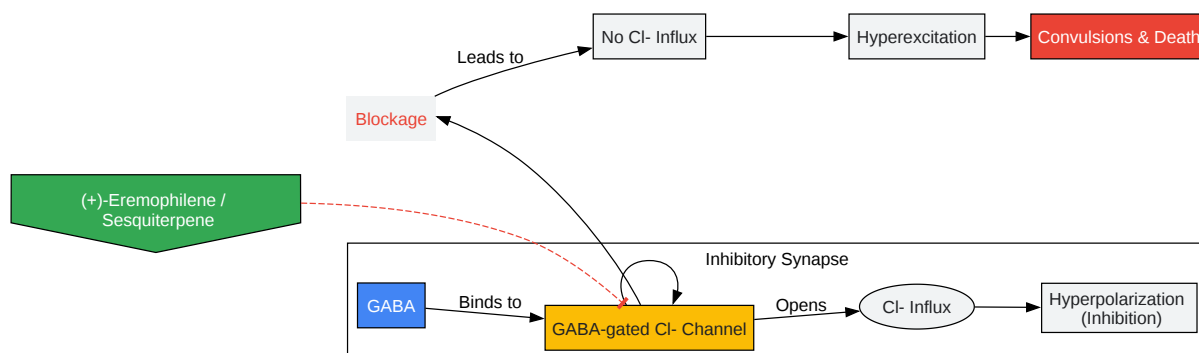 No Cl- Influx
Hyperexcitation
Convulsions & Death
Leads to
Blockage
(+)-Eremophilene /
Sesquiterpene
Inhibitory Synapse
GABA
Binds to
GABA-gated Cl- Channel
Opens
Cl- Influx
Hyperpolarization
(Inhibition)